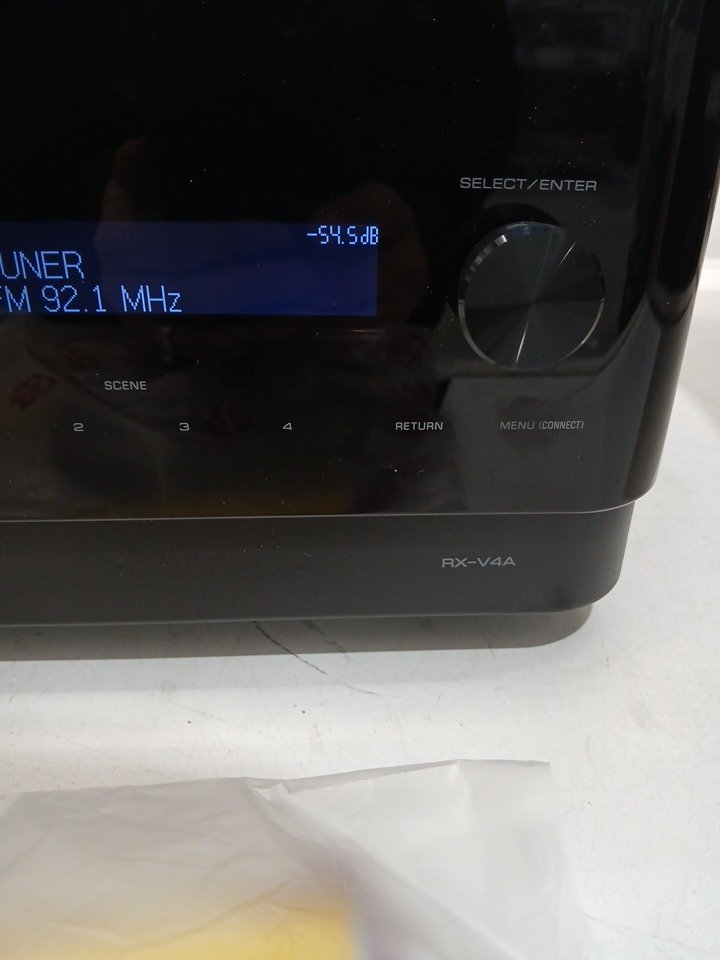 SELECT/ENTER
-54.5dB
UNER
FM 92.1 MHz
SCENE
2 3 4 RETURN MENU (CONNECT)
RX-V4A